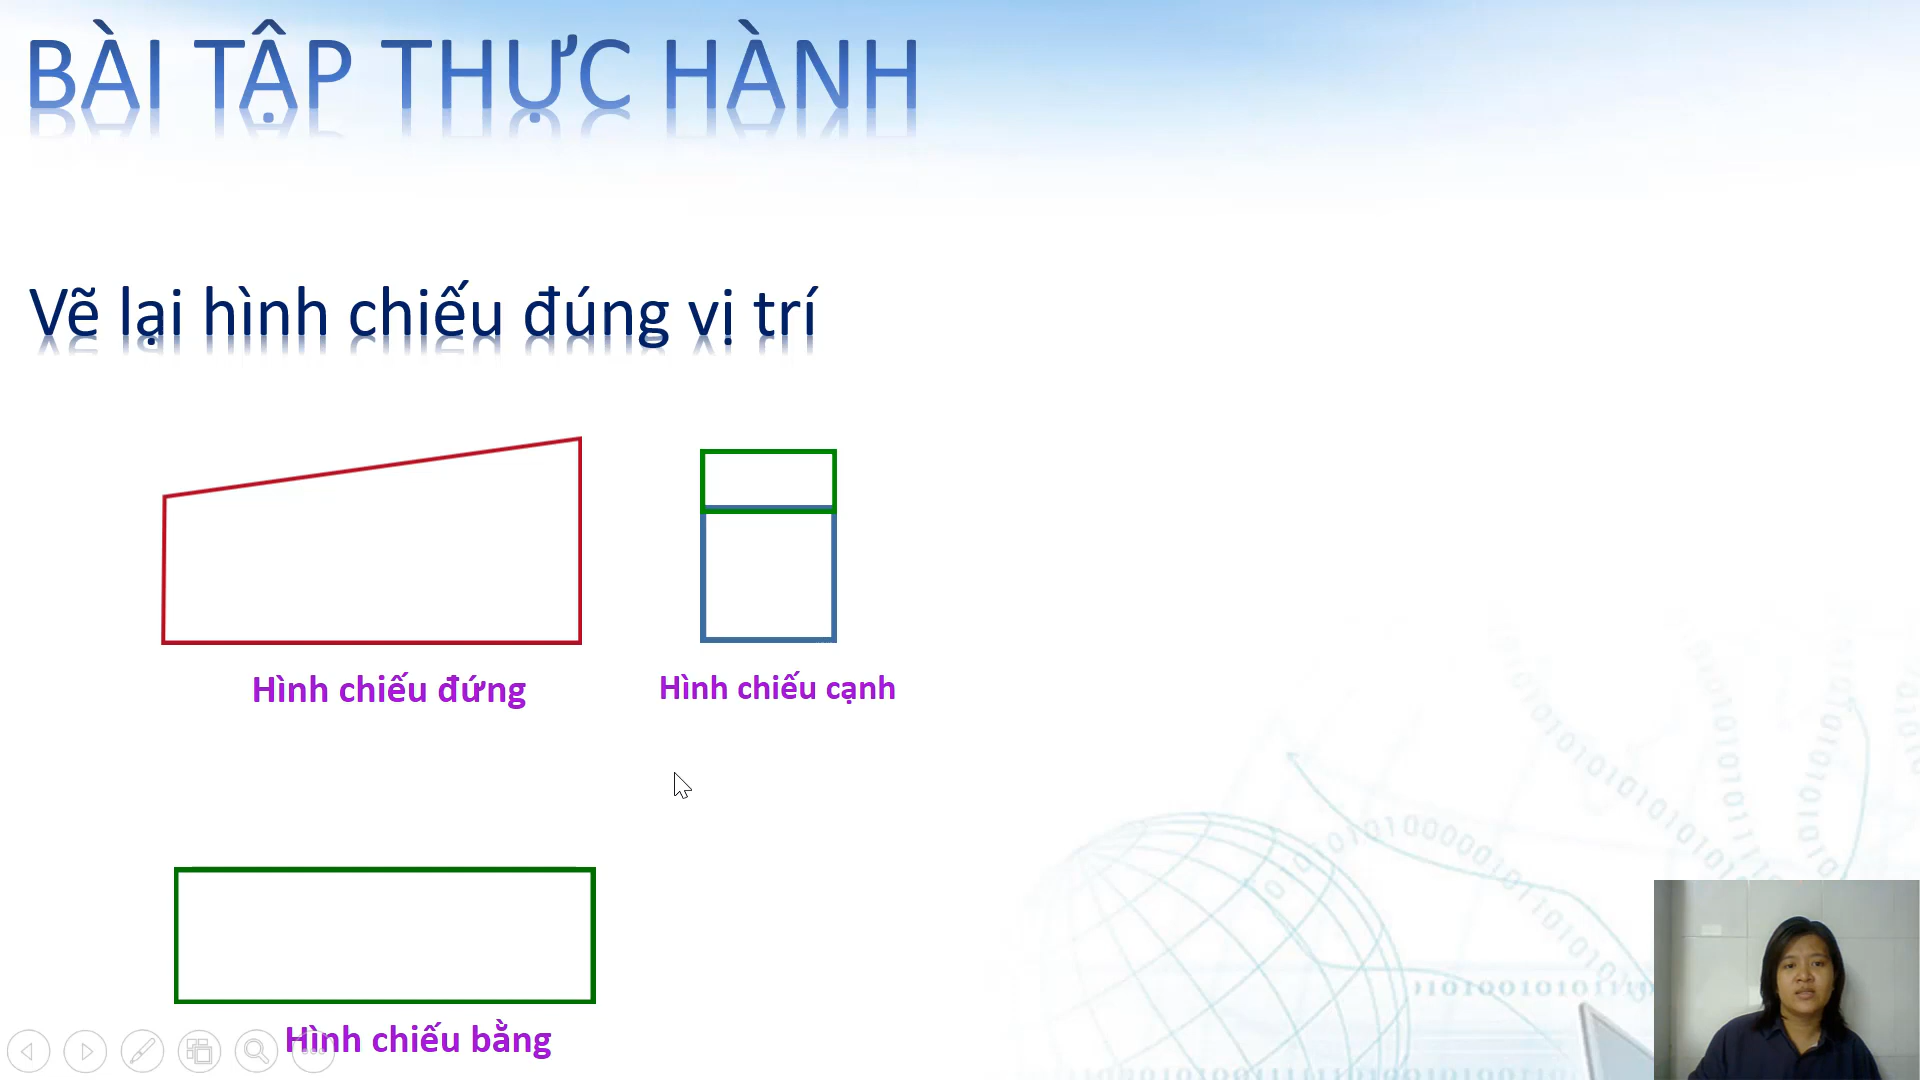 BÀI TẬP THỰC HÀNH
Vẽ lại hình chiếu đúng vị trí
Hình chiếu đứng
Hình chiếu cạnh
Hình chiếu bằng